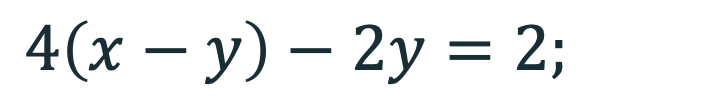 4(x − y) − 2y = 2;